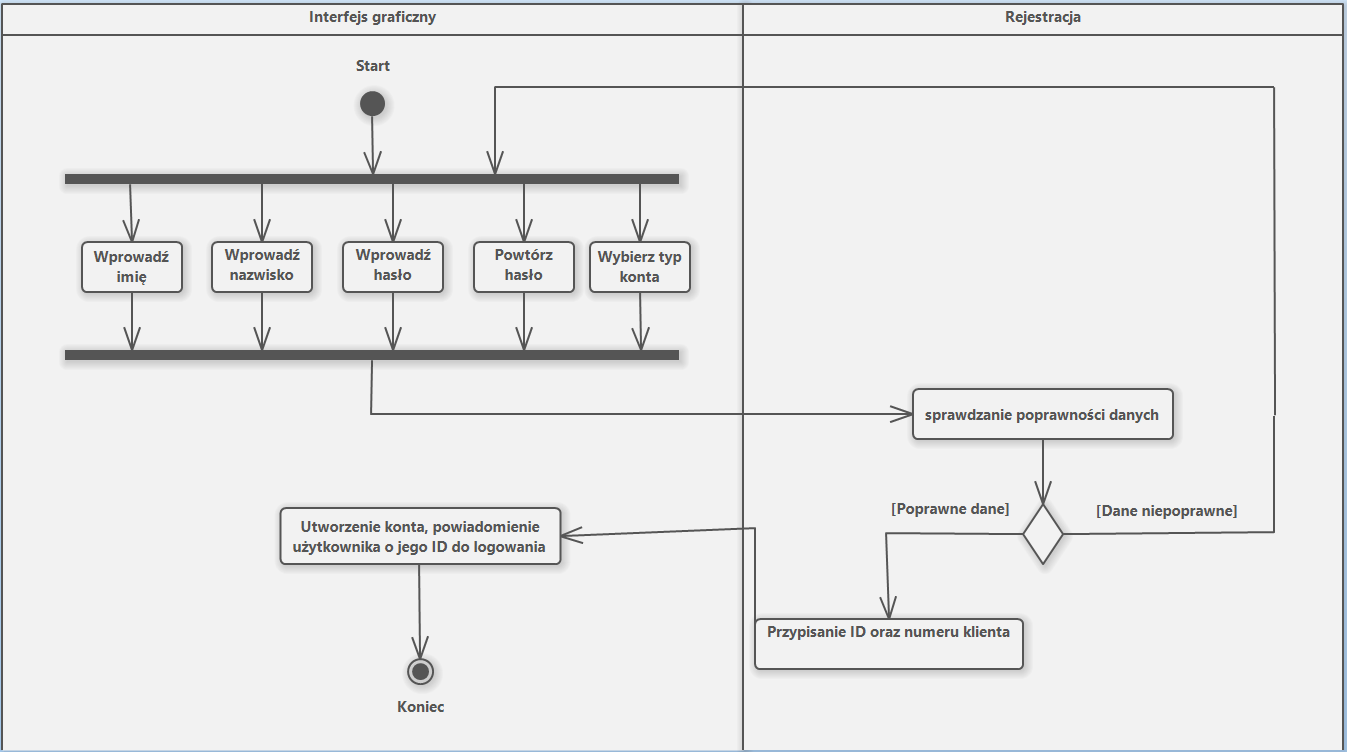 Interfejs graficzny
Rejestracja
Start
Wprowadź
imię
Wprowadź
nazwisko
Wprowadź
hasło
Powtórz
hasło
Wybierz typ
konta
sprawdzanie poprawności danych
[Poprawne dane]
[Dane niepoprawne]
Utworzenie konta, powiadomienie
użytkownika o jego ID do logowania
Przypisanie ID oraz numeru klienta
Koniec